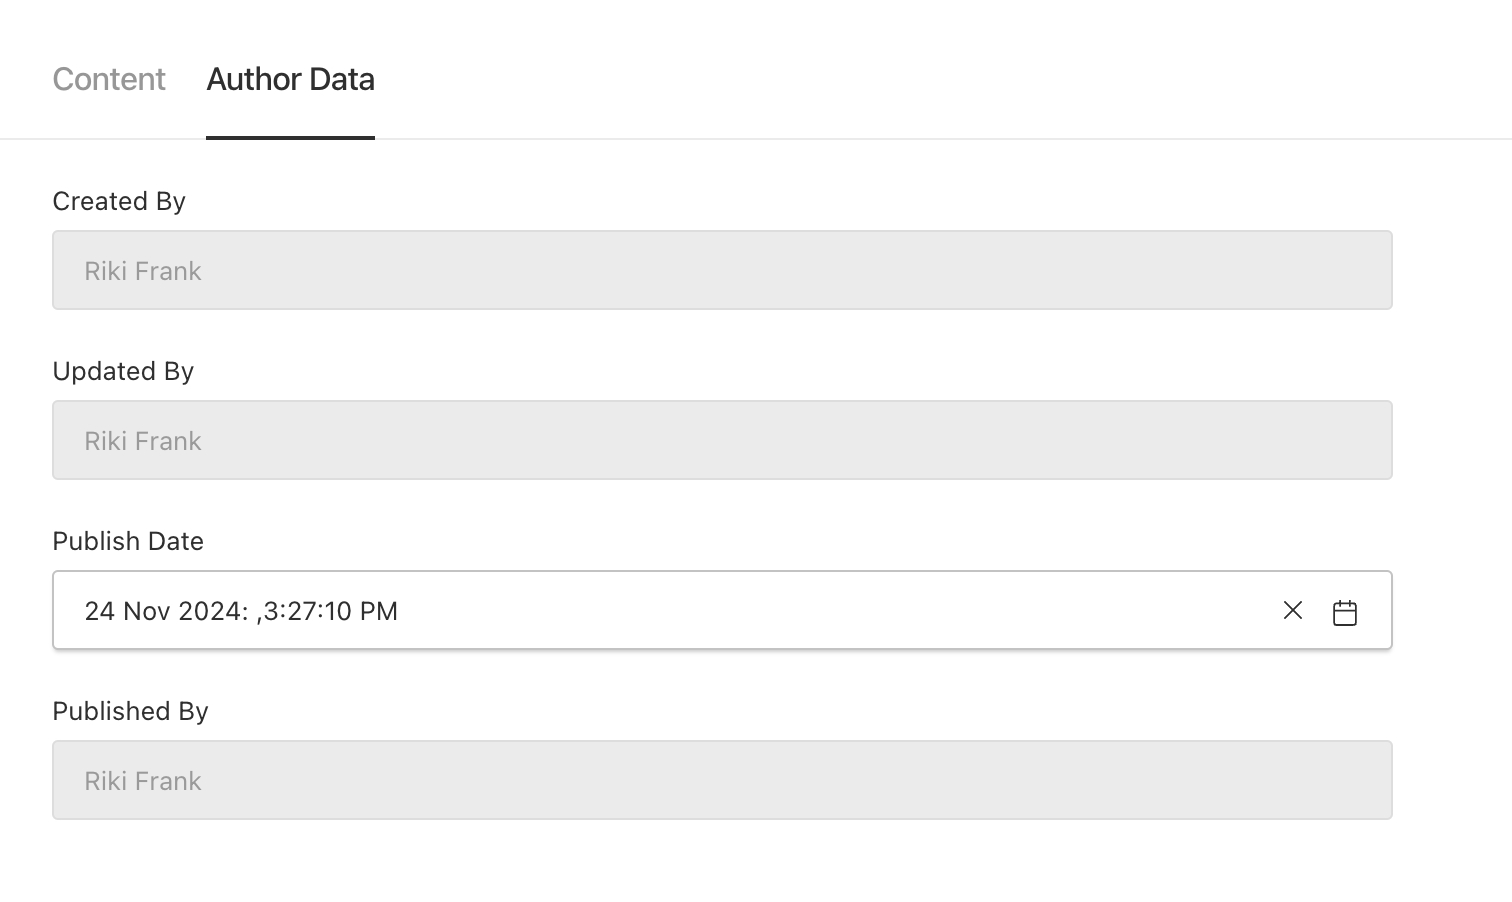 Content Author Data
Created By
Riki Frank
Updated By
Riki Frank
Publish Date
24 Nov 2024: ,3:27:10 PM
Published By
Riki Frank